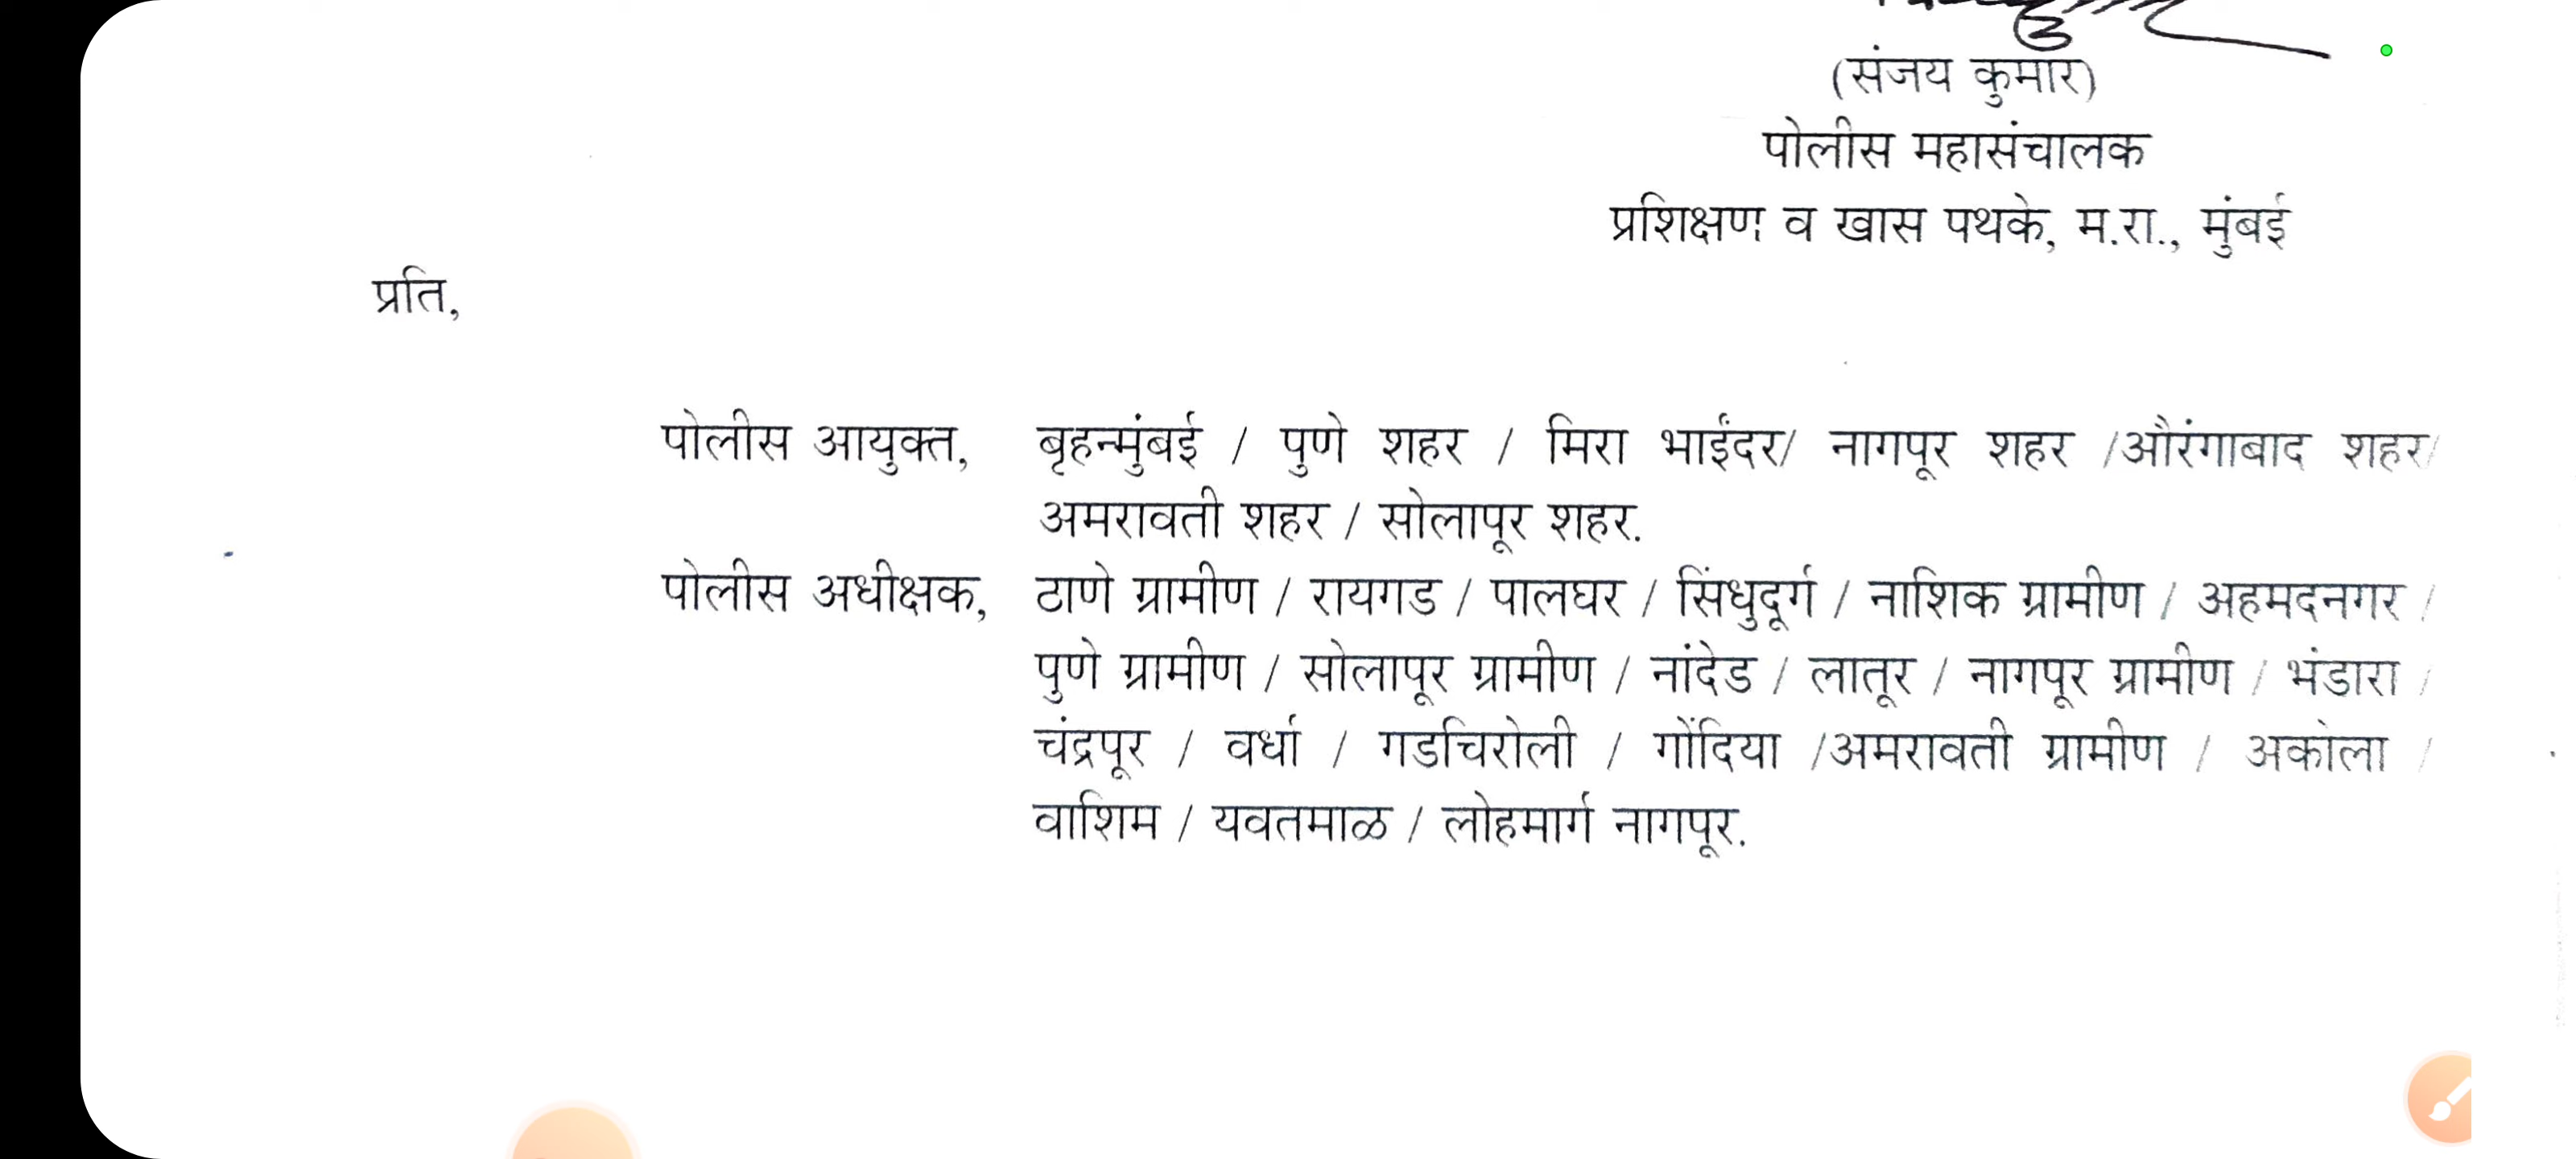 (संजय कुमार)
पोलीस महासंचालक
प्रशिक्षण व खास पथके, म.रा., मुंबई
प्रति,
पोलीस आयुक्त, बृहन्मुंबई / पुणे शहर / मिरा भाईंदर/ नागपूर शहर /औरंगाबाद शहर/
अमरावती शहर / सोलापूर शहर.
पोलीस अधीक्षक, ठाणे ग्रामीण / रायगड / पालघर / सिंधुदूर्ग / नाशिक ग्रामीण / अहमदनगर /
पुणे ग्रामीण / सोलापूर ग्रामीण / नांदेड / लातूर / नागपूर ग्रामीण / भंडारा /
चंद्रपूर / वर्धा / गडचिरोली / गोंदिया /अमरावती ग्रामीण / अकोला /
वाशिम / यवतमाळ / लोहमार्ग नागपूर.